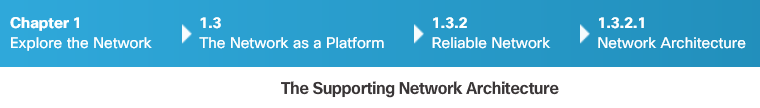 Chapter 1
Explore the Network
1.3
The Network as a Platform
1.3.2
Reliable Network
1.3.2.1
Network Architecture
The Supporting Network Architecture